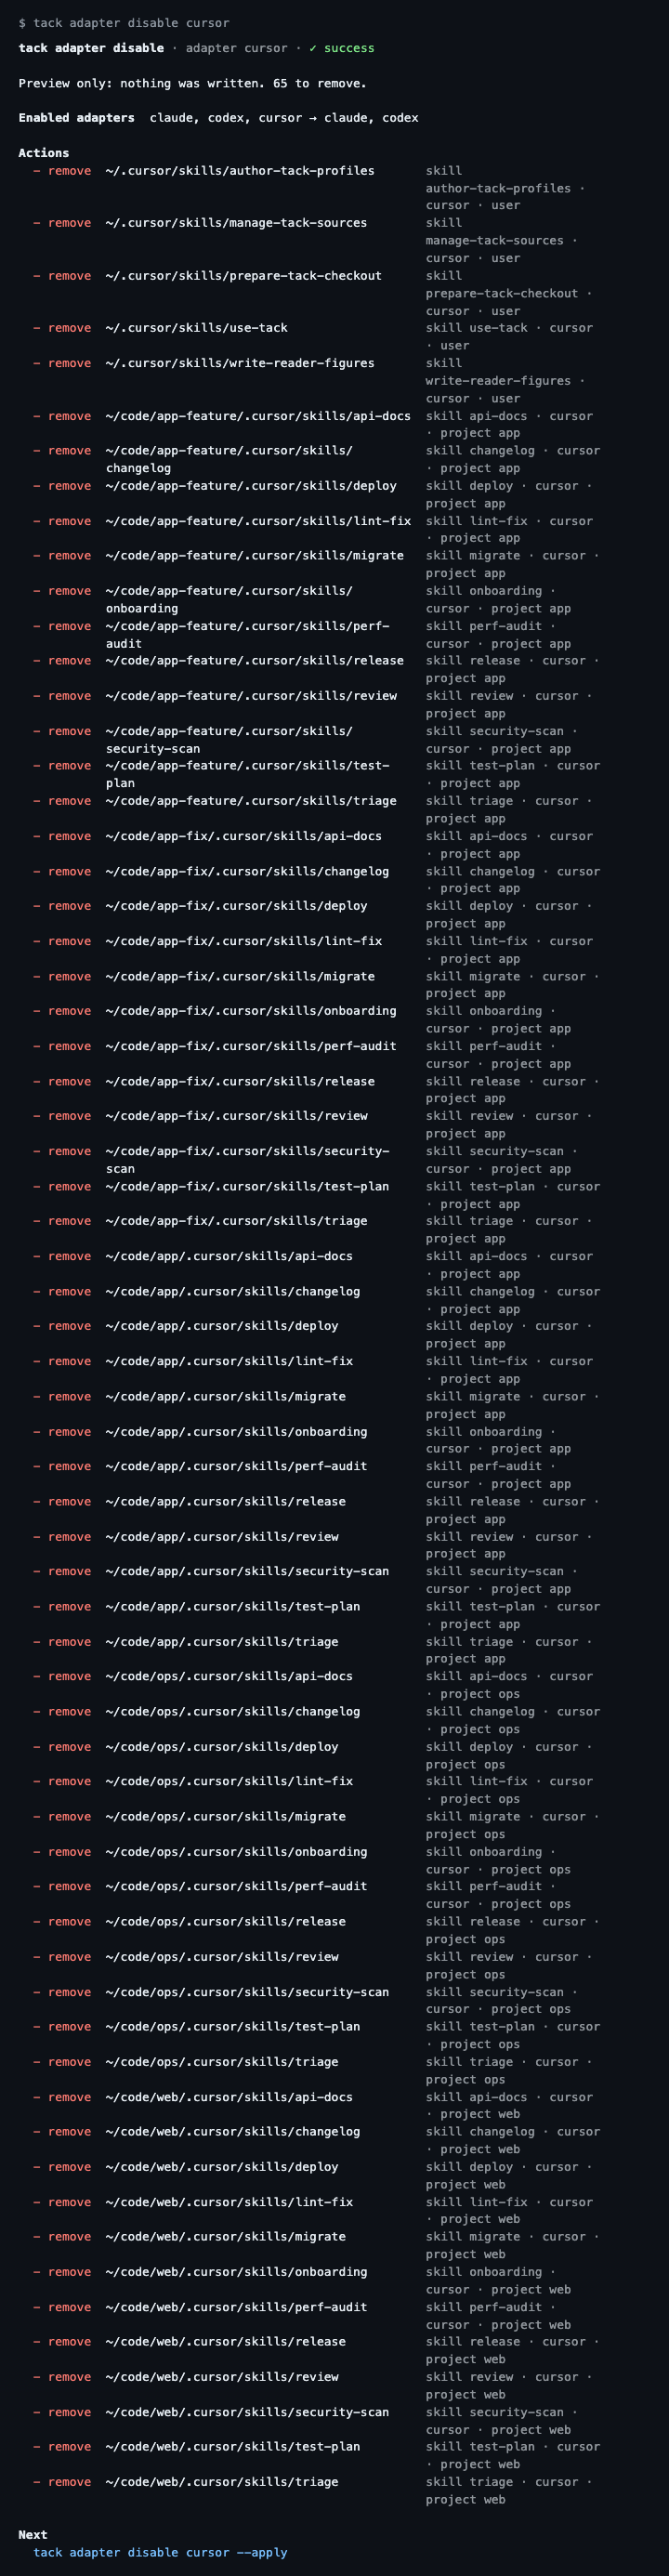 $ tack adapter disable cursor
tack adapter disable · adapter cursor · ✓ success
Preview only: nothing was written. 65 to remove.
Enabled adapters  claude, codex, cursor → claude, codex
Actions
− remove  ~/.cursor/skills/author-tack-profiles  skill
author-tack-profiles ·
cursor · user
− remove  ~/.cursor/skills/manage-tack-sources  skill
manage-tack-sources ·
cursor · user
− remove  ~/.cursor/skills/prepare-tack-checkout  skill
prepare-tack-checkout ·
cursor · user
− remove  ~/.cursor/skills/use-tack  skill use-tack · cursor
· user
− remove  ~/.cursor/skills/write-reader-figures  skill
write-reader-figures ·
cursor · user
− remove  ~/code/app-feature/.cursor/skills/api-docs  skill api-docs · cursor
· project app
− remove  ~/code/app-feature/.cursor/skills/  skill changelog · cursor
changelog  · project app
− remove  ~/code/app-feature/.cursor/skills/deploy  skill deploy · cursor ·
project app
− remove  ~/code/app-feature/.cursor/skills/lint-fix  skill lint-fix · cursor
· project app
− remove  ~/code/app-feature/.cursor/skills/migrate  skill migrate · cursor ·
project app
− remove  ~/code/app-feature/.cursor/skills/  skill onboarding ·
onboarding  cursor · project app
− remove  ~/code/app-feature/.cursor/skills/perf-  skill perf-audit ·
audit  cursor · project app
− remove  ~/code/app-feature/.cursor/skills/release  skill release · cursor ·
project app
− remove  ~/code/app-feature/.cursor/skills/review  skill review · cursor ·
project app
− remove  ~/code/app-feature/.cursor/skills/  skill security-scan ·
security-scan  cursor · project app
− remove  ~/code/app-feature/.cursor/skills/test-  skill test-plan · cursor
plan  · project app
− remove  ~/code/app-feature/.cursor/skills/triage  skill triage · cursor ·
project app
− remove  ~/code/app-fix/.cursor/skills/api-docs  skill api-docs · cursor
· project app
− remove  ~/code/app-fix/.cursor/skills/changelog  skill changelog · cursor
· project app
− remove  ~/code/app-fix/.cursor/skills/deploy  skill deploy · cursor ·
project app
− remove  ~/code/app-fix/.cursor/skills/lint-fix  skill lint-fix · cursor
· project app
− remove  ~/code/app-fix/.cursor/skills/migrate  skill migrate · cursor ·
project app
− remove  ~/code/app-fix/.cursor/skills/onboarding  skill onboarding ·
cursor · project app
− remove  ~/code/app-fix/.cursor/skills/perf-audit  skill perf-audit ·
cursor · project app
− remove  ~/code/app-fix/.cursor/skills/release  skill release · cursor ·
project app
− remove  ~/code/app-fix/.cursor/skills/review  skill review · cursor ·
project app
− remove  ~/code/app-fix/.cursor/skills/security-  skill security-scan ·
scan  cursor · project app
− remove  ~/code/app-fix/.cursor/skills/test-plan  skill test-plan · cursor
· project app
− remove  ~/code/app-fix/.cursor/skills/triage  skill triage · cursor ·
project app
− remove  ~/code/app/.cursor/skills/api-docs  skill api-docs · cursor
· project app
− remove  ~/code/app/.cursor/skills/changelog  skill changelog · cursor
· project app
− remove  ~/code/app/.cursor/skills/deploy  skill deploy · cursor ·
project app
− remove  ~/code/app/.cursor/skills/lint-fix  skill lint-fix · cursor
· project app
− remove  ~/code/app/.cursor/skills/migrate  skill migrate · cursor ·
project app
− remove  ~/code/app/.cursor/skills/onboarding  skill onboarding ·
cursor · project app
− remove  ~/code/app/.cursor/skills/perf-audit  skill perf-audit ·
cursor · project app
− remove  ~/code/app/.cursor/skills/release  skill release · cursor ·
project app
− remove  ~/code/app/.cursor/skills/review  skill review · cursor ·
project app
− remove  ~/code/app/.cursor/skills/security-scan  skill security-scan ·
cursor · project app
− remove  ~/code/app/.cursor/skills/test-plan  skill test-plan · cursor
· project app
− remove  ~/code/app/.cursor/skills/triage  skill triage · cursor ·
project app
− remove  ~/code/ops/.cursor/skills/api-docs  skill api-docs · cursor
· project ops
− remove  ~/code/ops/.cursor/skills/changelog  skill changelog · cursor
· project ops
− remove  ~/code/ops/.cursor/skills/deploy  skill deploy · cursor ·
project ops
− remove  ~/code/ops/.cursor/skills/lint-fix  skill lint-fix · cursor
· project ops
− remove  ~/code/ops/.cursor/skills/migrate  skill migrate · cursor ·
project ops
− remove  ~/code/ops/.cursor/skills/onboarding  skill onboarding ·
cursor · project ops
− remove  ~/code/ops/.cursor/skills/perf-audit  skill perf-audit ·
cursor · project ops
− remove  ~/code/ops/.cursor/skills/release  skill release · cursor ·
project ops
− remove  ~/code/ops/.cursor/skills/review  skill review · cursor ·
project ops
− remove  ~/code/ops/.cursor/skills/security-scan  skill security-scan ·
cursor · project ops
− remove  ~/code/ops/.cursor/skills/test-plan  skill test-plan · cursor
· project ops
− remove  ~/code/ops/.cursor/skills/triage  skill triage · cursor ·
project ops
− remove  ~/code/web/.cursor/skills/api-docs  skill api-docs · cursor
· project web
− remove  ~/code/web/.cursor/skills/changelog  skill changelog · cursor
· project web
− remove  ~/code/web/.cursor/skills/deploy  skill deploy · cursor ·
project web
− remove  ~/code/web/.cursor/skills/lint-fix  skill lint-fix · cursor
· project web
− remove  ~/code/web/.cursor/skills/migrate  skill migrate · cursor ·
project web
− remove  ~/code/web/.cursor/skills/onboarding  skill onboarding ·
cursor · project web
− remove  ~/code/web/.cursor/skills/perf-audit  skill perf-audit ·
cursor · project web
− remove  ~/code/web/.cursor/skills/release  skill release · cursor ·
project web
− remove  ~/code/web/.cursor/skills/review  skill review · cursor ·
project web
− remove  ~/code/web/.cursor/skills/security-scan  skill security-scan ·
cursor · project web
− remove  ~/code/web/.cursor/skills/test-plan  skill test-plan · cursor
· project web
− remove  ~/code/web/.cursor/skills/triage  skill triage · cursor ·
project web
Next
tack adapter disable cursor --apply